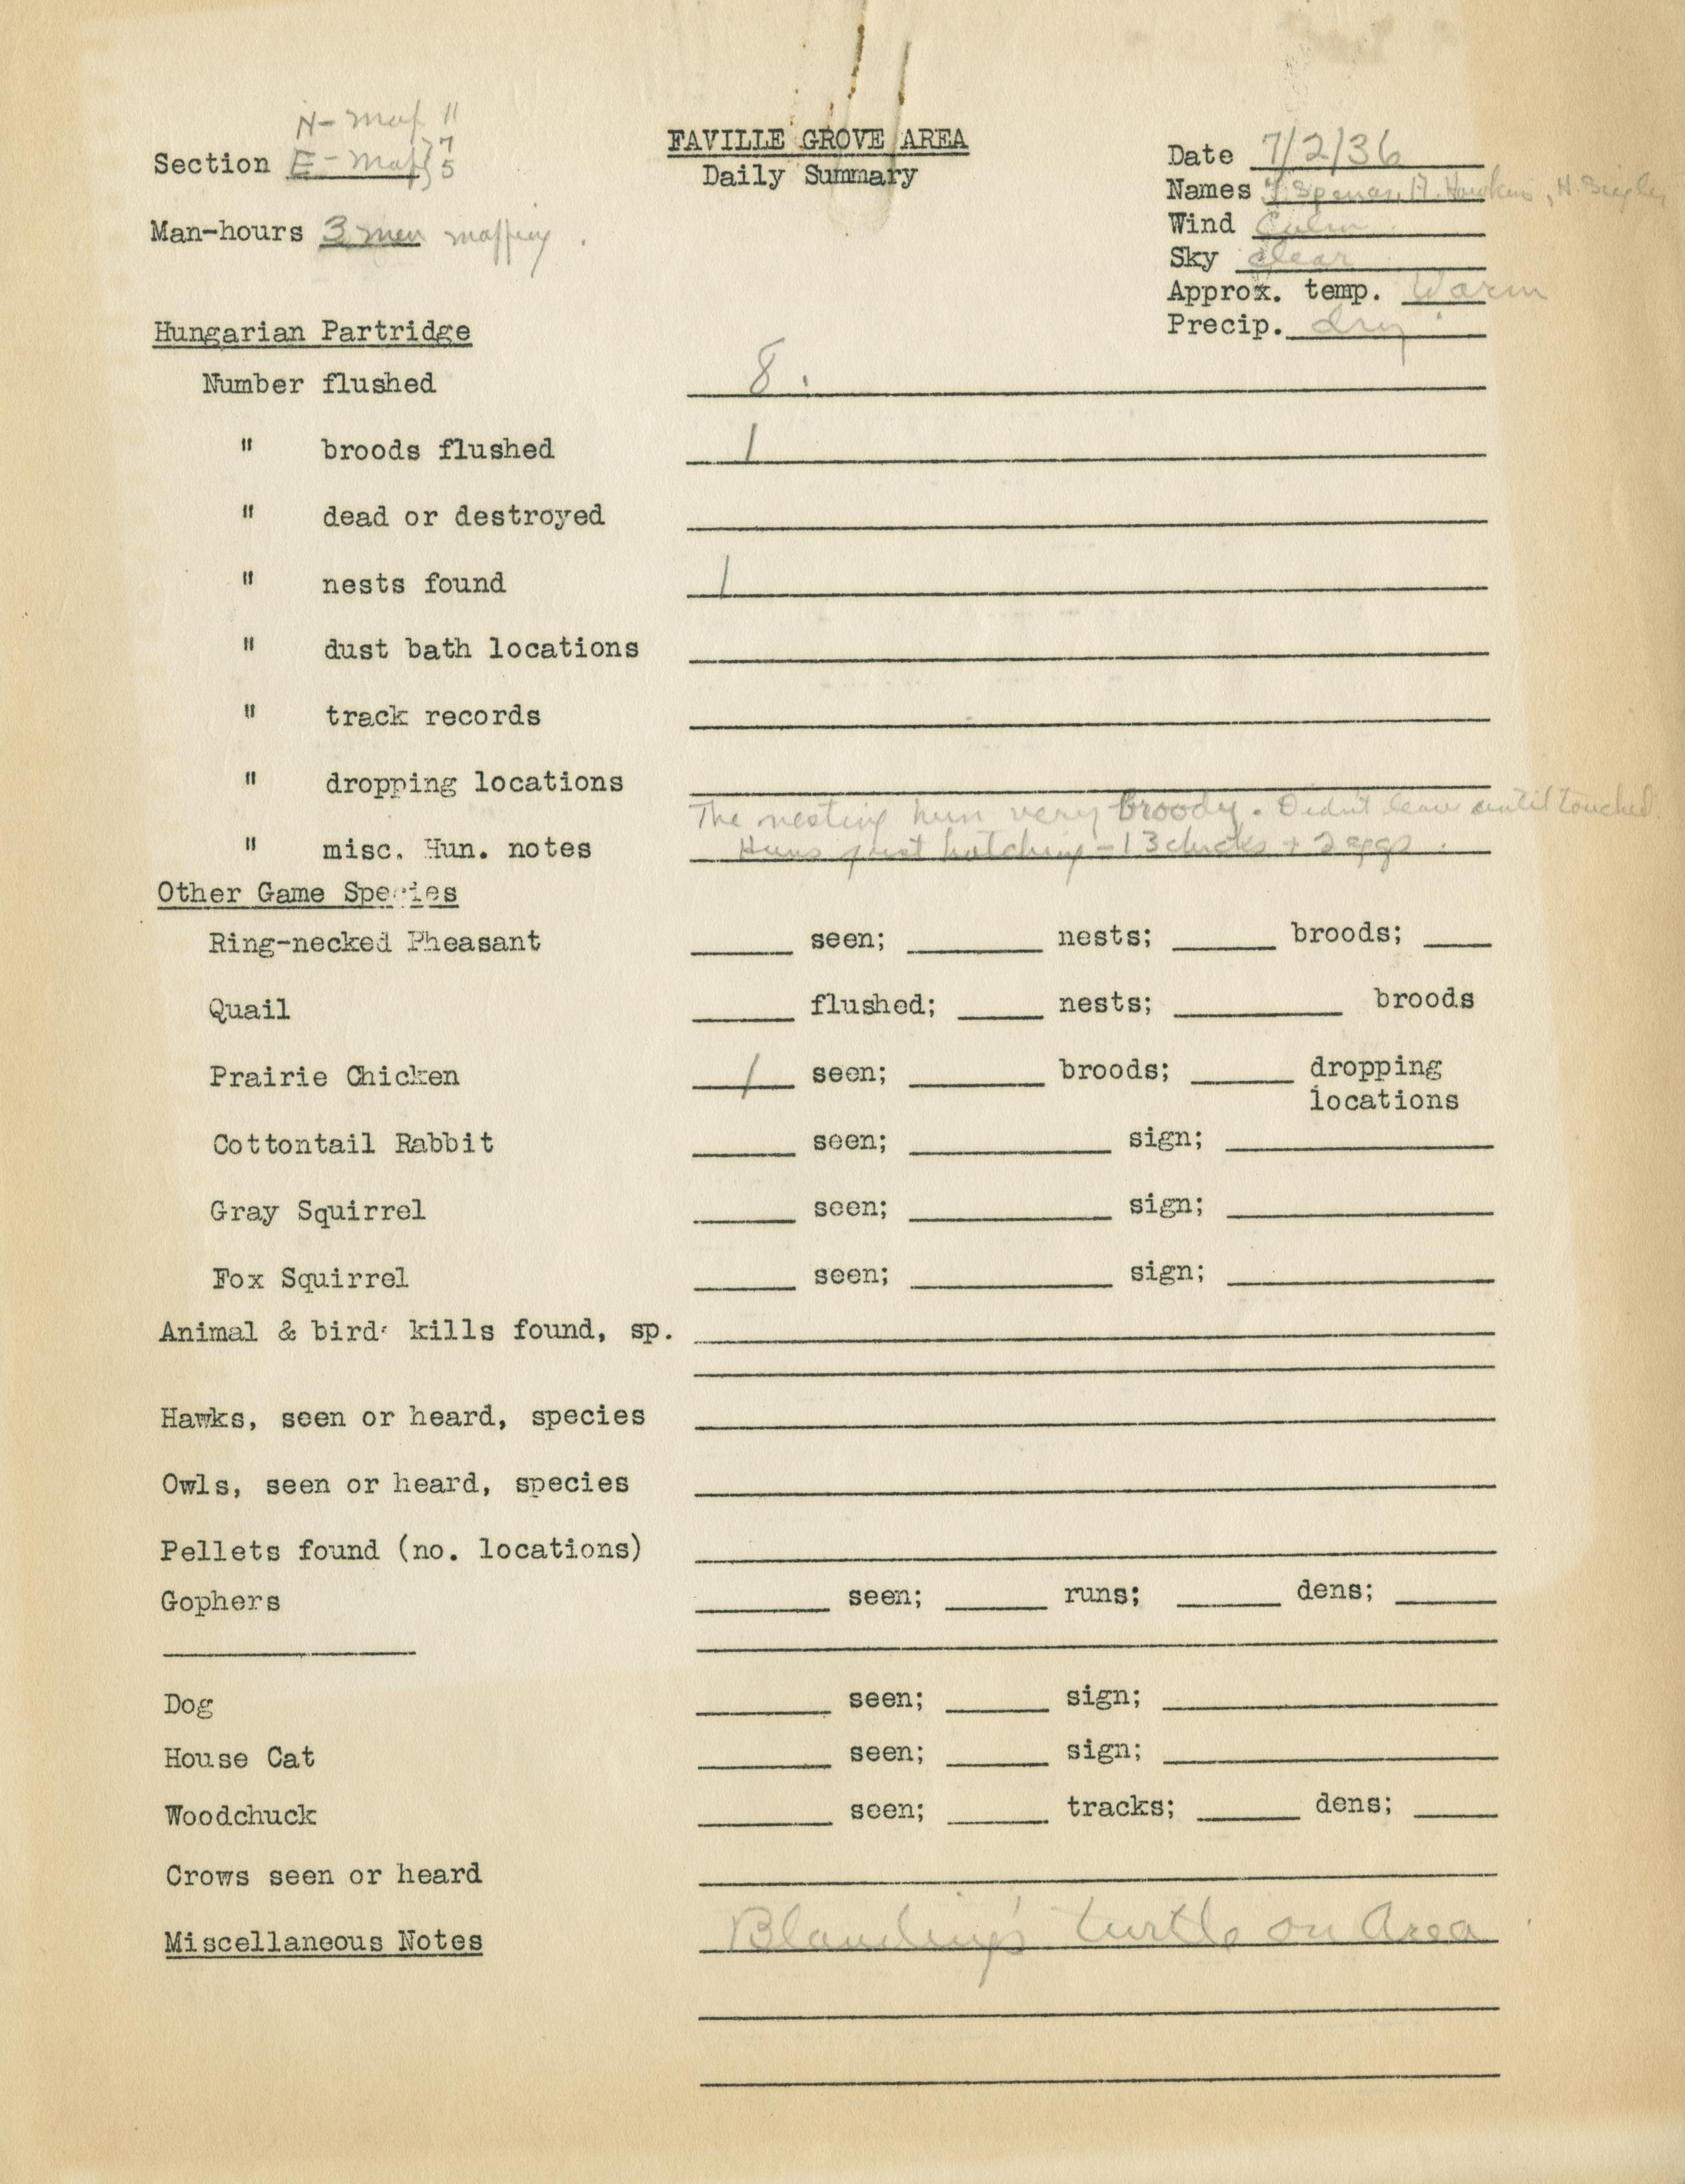 N- Map 11
FAVILLE GROVE AREA
Daily Summary
Section E- Map 7
5
Date 7/2/36
Names F. Spencer, A. Hawkins, H.
Man-hours 3 men mapping.
Wind Calm
Sky clear
Approx. temp. Warm
Precip. dry
Hungarian Partridge
Number flushed 8.
" broods flushed 1
" dead or destroyed
" nests found 1
" dust bath locations
" track records
" dropping locations
The nesting hun very broody. Didn't leave until touched.
" misc. Hun. notes Huns just hatching - 13 chicks + 2 eggs.
Other Game Species
Ring-necked Pheasant seen; nests; broods;
Quail flushed; nests; broods
Prairie Chicken / seen; broods; dropping
locations
Cottontail Rabbit seen; sign;
Gray Squirrel seen; sign;
Fox Squirrel seen; sign;
Animal & bird kills found, sp.
Hawks, seen or heard, species
Owls, seen or heard, species
Pellets found (no. locations)
Gophers seen; runs; dens;
Dog seen; sign;
House Cat seen; sign;
Woodchuck seen; tracks; dens;
Crows seen or heard
Miscellaneous Notes Blanding's turtle on Area